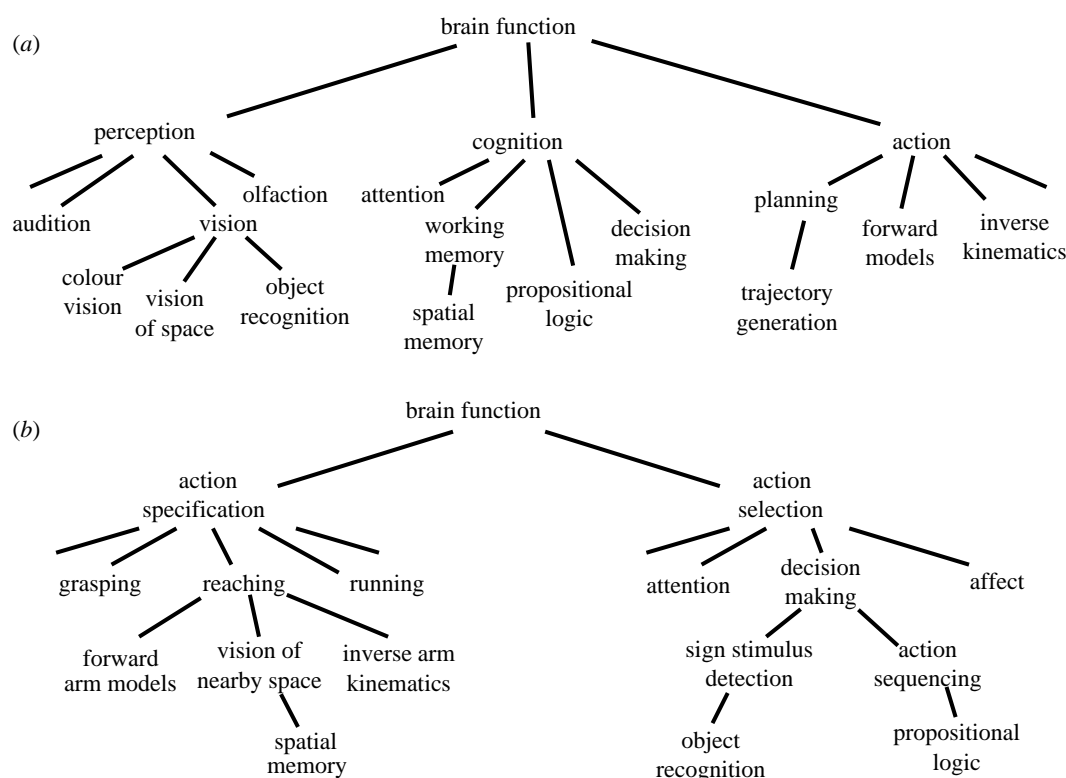 (a)
brain function
perception
cognition
action
audition
vision
olfaction
attention
working
memory
decision
making
planning
forward
models
inverse
kinematics
colour
vision
vision
of space
object
recognition
spatial
memory
propositional
logic
trajectory
generation
(b)
brain function
action
specification
action
selection
grasping
reaching
running
attention
decision
making
affect
forward
arm models
vision of
nearby space
inverse arm
kinematics
sign stimulus
detection
action
sequencing
spatial
memory
object
recognition
propositional
logic